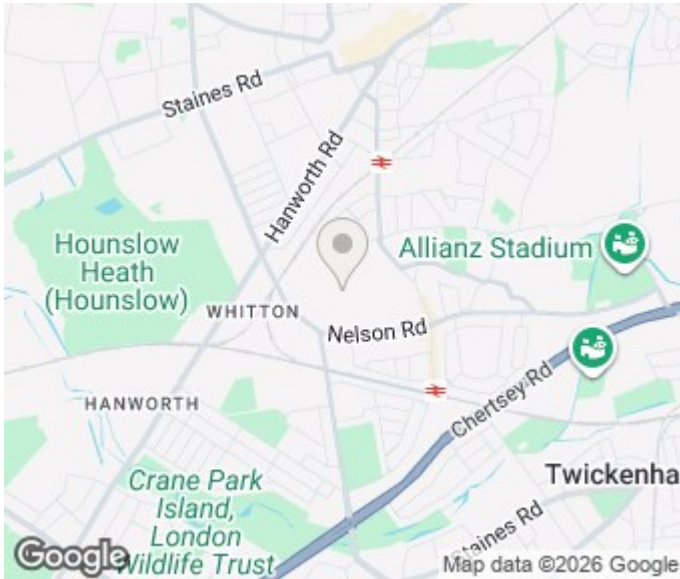 Staines Rd
Hanworth Rd
Hounslow
Heath
(Hounslow)
Allianz Stadium
WHITTON
Nelson Rd
HANWORTH
Chertsey Rd
Crane Park
Island,
London
Wildlife Trust
Twickenha
Staines Rd
Google
Map data ©2026 Google